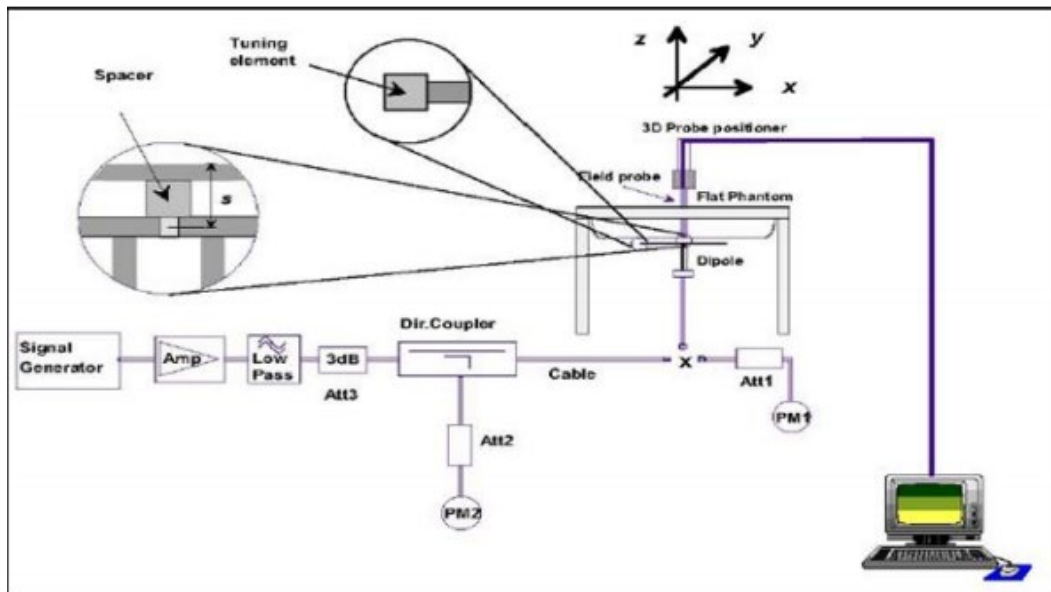 Tuning
element
Spacer
s
z
y
x
3D Probe positioner
Field probe
Flat Phantom
Dipole
Signal
Generator
Amp
Low
Pass
3dB
Att3
Dir.Coupler
Cable
X
Att1
PM1
Att2
PM2